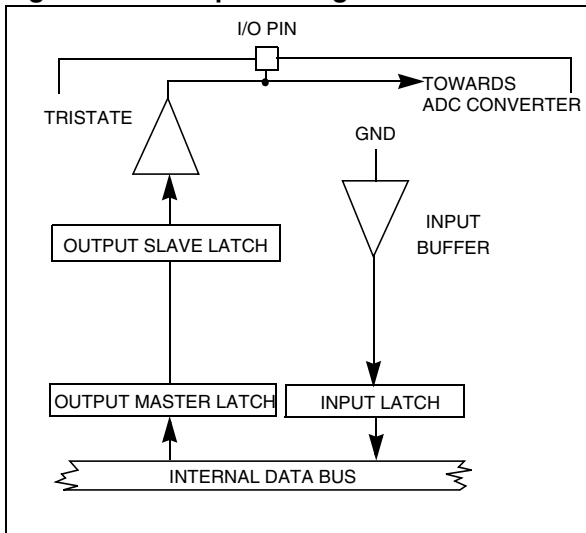 I/O PIN
TOWARDS
ADC CONVERTER
TRISTATE
GND
INPUT
BUFFER
OUTPUT SLAVE LATCH
OUTPUT MASTER LATCH
INPUT LATCH
INTERNAL DATA BUS